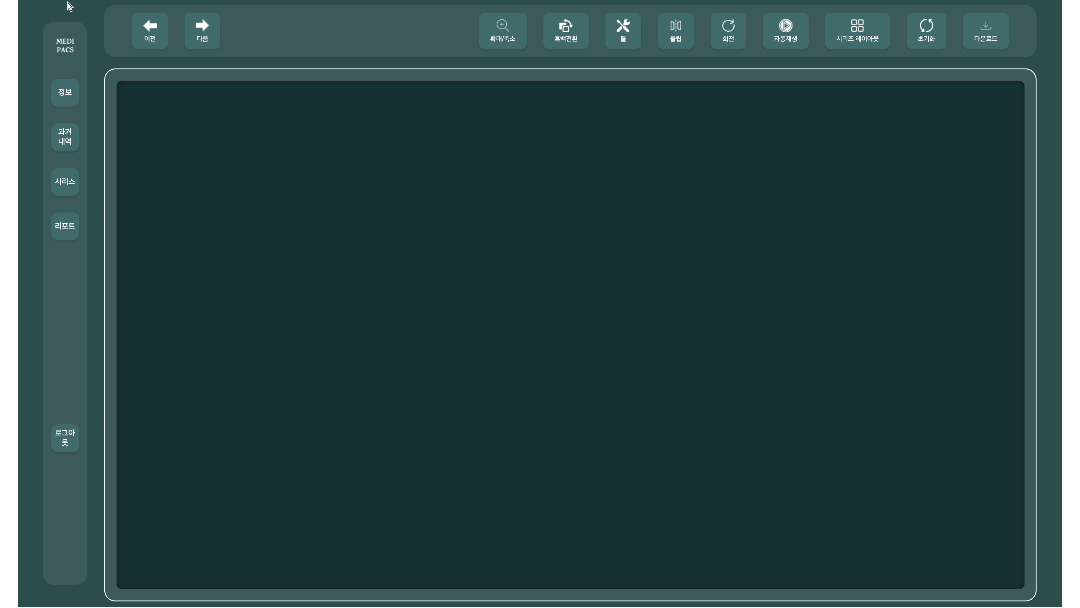 MEDI
PACS
정보
과거
내역
시리즈
리포트
로그아
웃
이전
다음
확대/축소
흑백전환
툴
플립
회전
자동재생
시리즈 레이아웃
초기화
다운로드